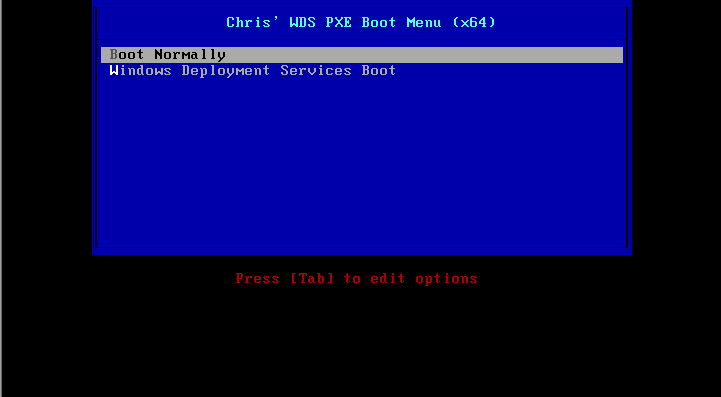 Chris' WDS PXE Boot Menu (x64)
Boot Normally
Windows Deployment Services Boot
Press [Tab] to edit options